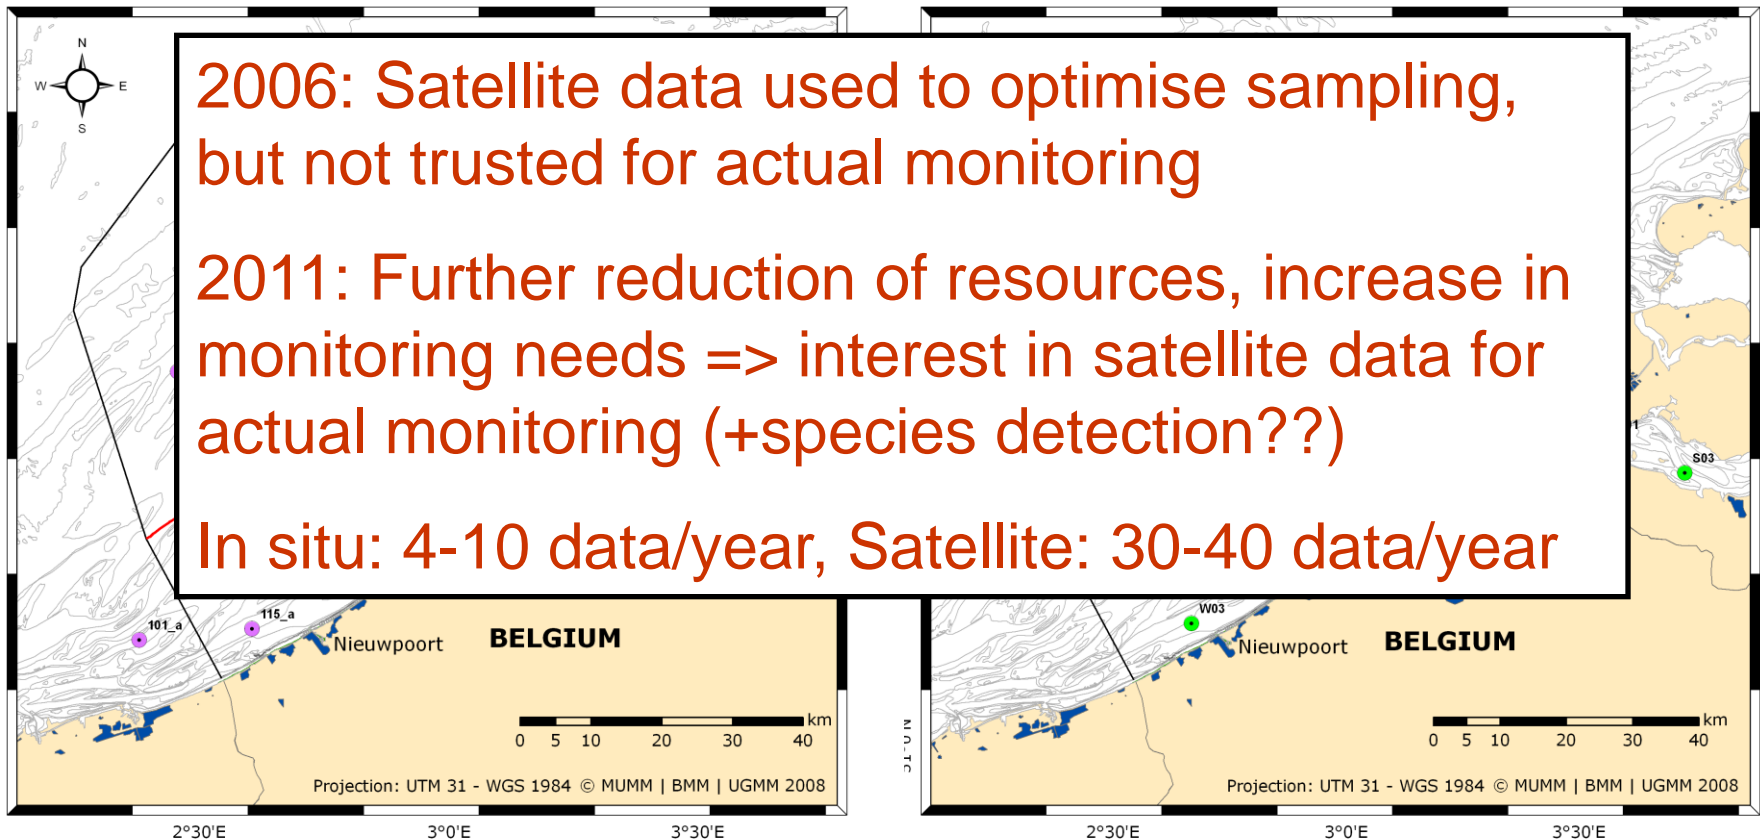 N
W E
S
2006: Satellite data used to optimise sampling,
but not trusted for actual monitoring
2011: Further reduction of resources, increase in
monitoring needs => interest in satellite data for
actual monitoring (+species detection??)
In situ: 4-10 data/year, Satellite: 30-40 data/year
S03
101_a
115_a
Nieuwpoort
BELGIUM
km
0 5 10 20 30 40
Projection: UTM 31 - WGS 1984 © MUMM | BMM | UGMM 2008
2°30'E 3°0'E 3°30'E
W03
Nieuwpoort
BELGIUM
km
0 5 10 20 30 40
Projection: UTM 31 - WGS 1984 © MUMM | BMM | UGMM 2008
2°30'E 3°0'E 3°30'E